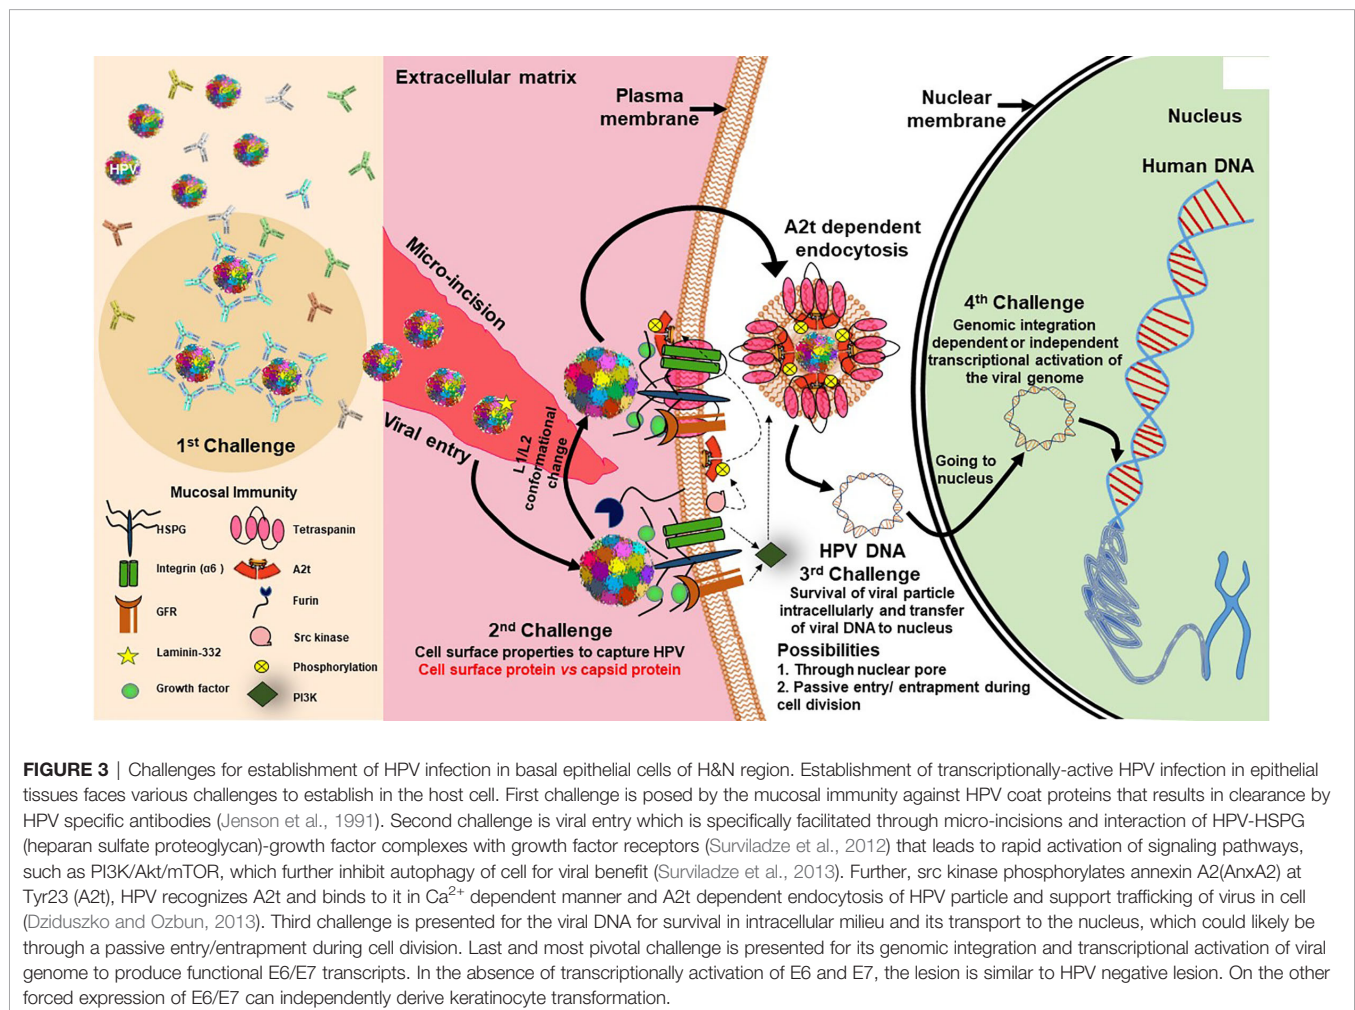 Extracellular matrix
Plasma
membrane
Nuclear
membrane
Nucleus
Human DNA
HPV
Micro-incision
A2t dependent
endocytosis
4th Challenge
Genomic integration
dependent or independent
transcriptional activation of
the viral genome
1st Challenge
Viral entry
L1/L2
conformational
change
Going to
nucleus
Mucosal Immunity
HSPG
Tetraspanin
Integrin (α6 )
A2t
GFR
Furin
Src kinase
Laminin-332
Phosphorylation
Growth factor
PI3K
2nd Challenge
Cell surface properties to capture HPV
Cell surface protein vs capsid protein
HPV DNA
3rd Challenge
Survival of viral particle
intracellularly and transfer
of viral DNA to nucleus
Possibilities
1. Through nuclear pore
2. Passive entry/ entrapment during
cell division
FIGURE 3 | Challenges for establishment of HPV infection in basal epithelial cells of H&N region. Establishment of transcriptionally-active HPV infection in epithelial
tissues faces various challenges to establish in the host cell. First challenge is posed by the mucosal immunity against HPV coat proteins that results in clearance by
HPV specific antibodies (Jenson et al., 1991). Second challenge is viral entry which is specifically facilitated through micro-incisions and interaction of HPV-HSPG
(heparan sulfate proteoglycan)-growth factor complexes with growth factor receptors (Surviladze et al., 2012) that leads to rapid activation of signaling pathways,
such as PI3K/Akt/mTOR, which further inhibit autophagy of cell for viral benefit (Surviladze et al., 2013). Further, src kinase phosphorylates annexin A2(AnxA2) at
Tyr23 (A2t), HPV recognizes A2t and binds to it in Ca2+ dependent manner and A2t dependent endocytosis of HPV particle and support trafficking of virus in cell
(Dziduszko and Ozbun, 2013). Third challenge is presented for the viral DNA for survival in intracellular milieu and its transport to the nucleus, which could likely be
through a passive entry/entrapment during cell division. Last and most pivotal challenge is presented for its genomic integration and transcriptional activation of viral
genome to produce functional E6/E7 transcripts. In the absence of transcriptionally activation of E6 and E7, the lesion is similar to HPV negative lesion. On the other
forced expression of E6/E7 can independently derive keratinocyte transformation.